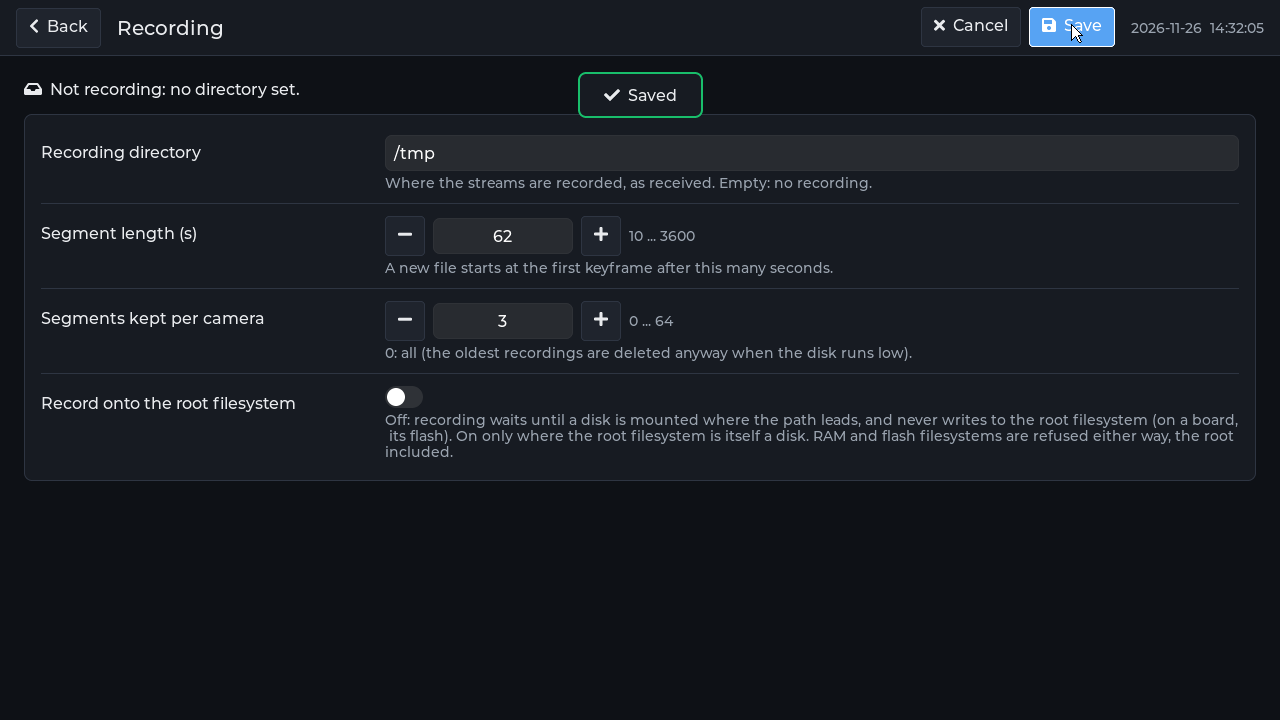 Back
Recording
Cancel
Save
2026-11-26 14:32:05
Not recording: no directory set.
Saved
Recording directory
/tmp
Where the streams are recorded, as received. Empty: no recording.
Segment length (s)
62
10 ... 3600
A new file starts at the first keyframe after this many seconds.
Segments kept per camera
3
0 ... 64
0: all (the oldest recordings are deleted anyway when the disk runs low).
Record onto the root filesystem
Off: recording waits until a disk is mounted where the path leads, and never writes to the root filesystem (on a board,
its flash). On only where the root filesystem is itself a disk. RAM and flash filesystems are refused either way, the root
included.